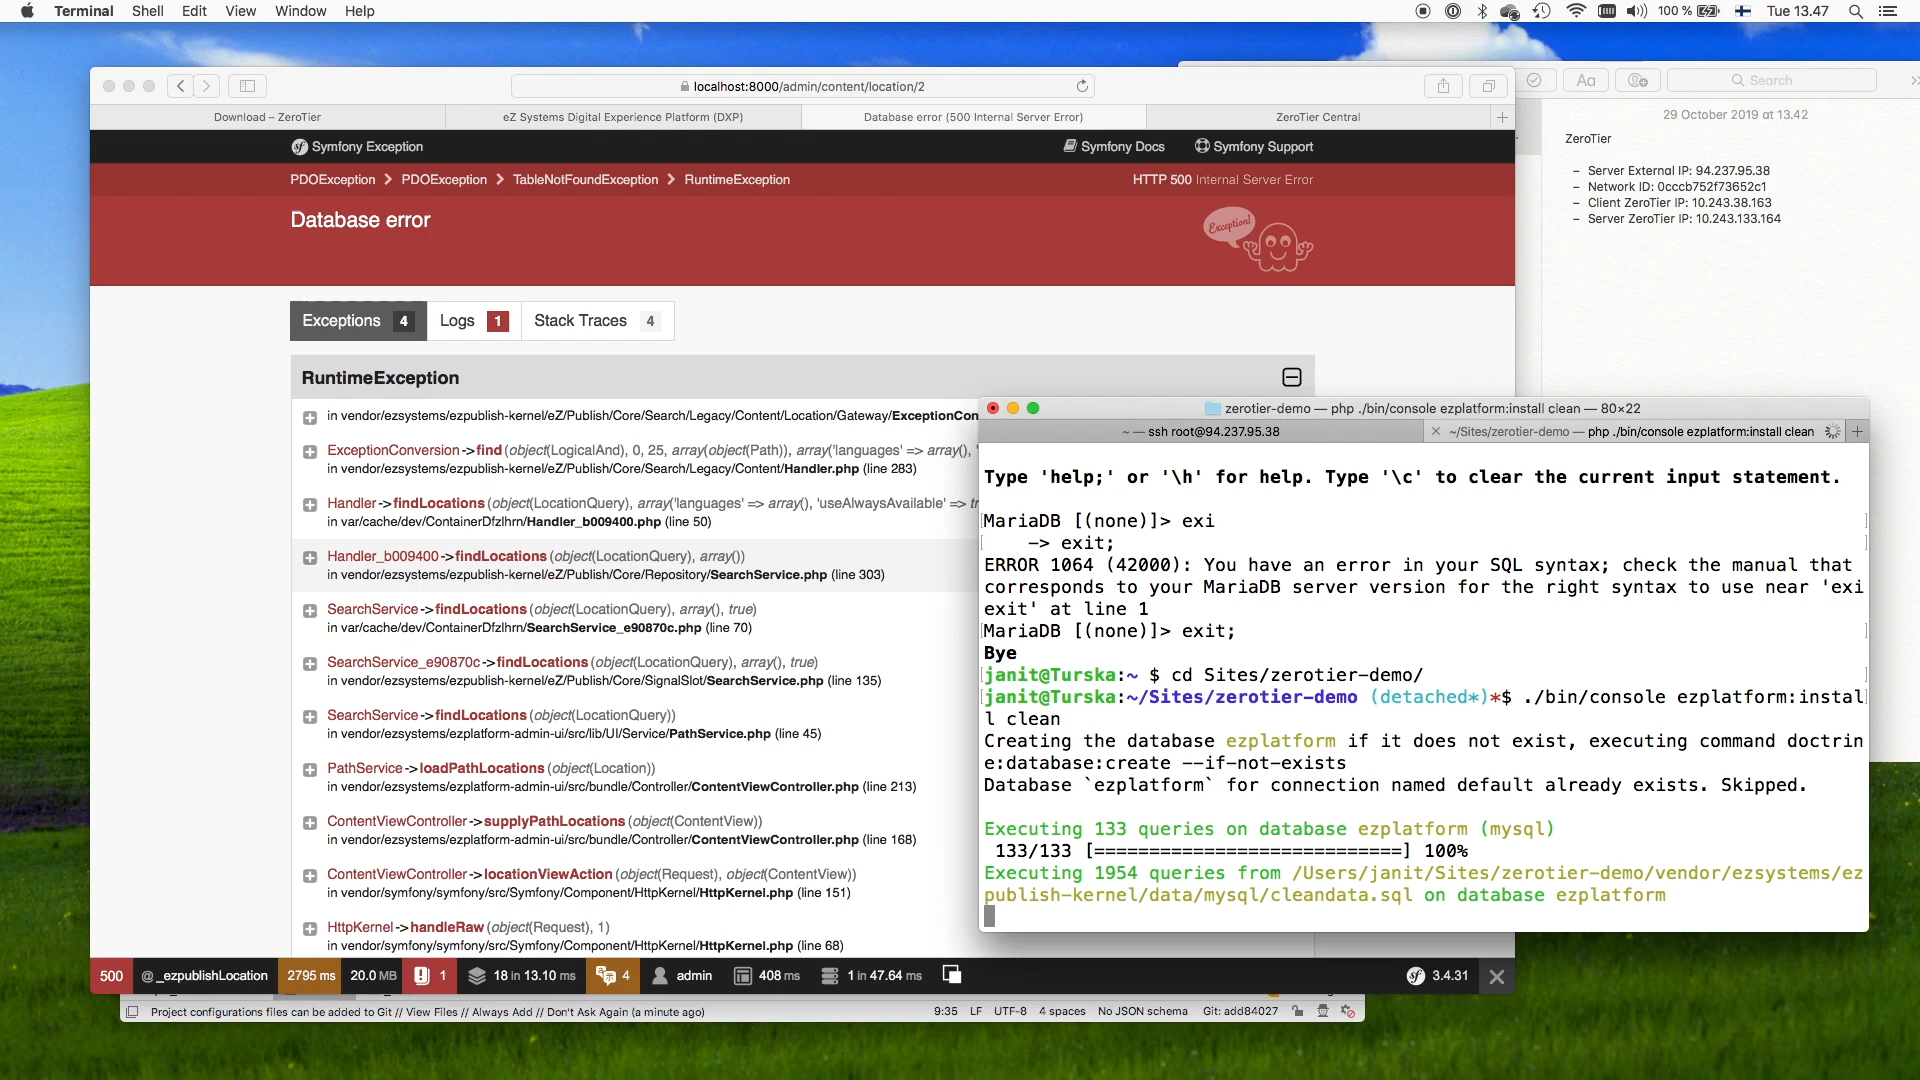 Terminal Shell Edit View Window Help
100 % Tue 13.47
localhost:8000/admin/content/location/2
Aa
Search
Download – ZeroTier
eZ Systems Digital Experience Platform (DXP)
Database error (500 Internal Server Error)
ZeroTier Central
29 October 2019 at 13.42
ZeroTier
– Server External IP: 94.237.95.38
– Network ID: 0cccb752f73652c1
– Client ZeroTier IP: 10.243.38.163
– Server ZeroTier IP: 10.243.133.164
sf Symfony Exception
Symfony Docs
Symfony Support
PDOException > PDOException > TableNotFoundException > RuntimeException
HTTP 500 Internal Server Error
Database error
Exception!
Exceptions 4
Logs 1
Stack Traces 4
RuntimeException
in vendor/ezsystems/ezpublish-kernel/eZ/Publish/Core/Search/Legacy/Content/Location/Gateway/ExceptionCon
ExceptionConversion->find(object(LogicalAnd), 0, 25, array(object(Path)), array('languages' => array(),
in vendor/ezsystems/ezpublish-kernel/eZ/Publish/Core/Search/Legacy/Content/Handler.php (line 283)
Handler->findLocations(object(LocationQuery), array('languages' => array(), 'useAlwaysAvailable' => tr
in var/cache/dev/ContainerDfzlhrn/Handler_b009400.php (line 50)
Handler_b009400->findLocations(object(LocationQuery), array())
in vendor/ezsystems/ezpublish-kernel/eZ/Publish/Core/Repository/SearchService.php (line 303)
SearchService->findLocations(object(LocationQuery), array(), true)
in var/cache/dev/ContainerDfzlhrn/SearchService_e90870c.php (line 70)
SearchService_e90870c->findLocations(object(LocationQuery), array(), true)
in vendor/ezsystems/ezpublish-kernel/eZ/Publish/Core/SignalSlot/SearchService.php (line 135)
SearchService->findLocations(object(LocationQuery))
in vendor/ezsystems/ezplatform-admin-ui/src/lib/UI/Service/PathService.php (line 45)
PathService->loadPathLocations(object(Location))
in vendor/ezsystems/ezplatform-admin-ui/src/bundle/Controller/ContentViewController.php (line 213)
ContentViewController->supplyPathLocations(object(ContentView))
in vendor/ezsystems/ezplatform-admin-ui/src/bundle/Controller/ContentViewController.php (line 168)
ContentViewController->locationViewAction(object(Request), object(ContentView))
in vendor/symfony/symfony/src/Symfony/Component/HttpKernel/HttpKernel.php (line 151)
HttpKernel->handleRaw(object(Request), 1)
in vendor/symfony/symfony/src/Symfony/Component/HttpKernel/HttpKernel.php (line 68)
zerotier-demo — php ./bin/console ezplatform:install clean — 80×22
~ — ssh root@94.237.95.38
~/Sites/zerotier-demo — php ./bin/console ezplatform:install clean
Type 'help;' or '\h' for help. Type '\c' to clear the current input statement.
MariaDB [(none)]> exi
-> exit;
ERROR 1064 (42000): You have an error in your SQL syntax; check the manual that
corresponds to your MariaDB server version for the right syntax to use near 'exi
exit' at line 1
MariaDB [(none)]> exit;
Bye
janit@Turska:~ $ cd Sites/zerotier-demo/
janit@Turska:~/Sites/zerotier-demo (detached*)*$ ./bin/console ezplatform:instal
l clean
Creating the database ezplatform if it does not exist, executing command doctrin
e:database:create --if-not-exists
Database `ezplatform` for connection named default already exists. Skipped.
Executing 133 queries on database ezplatform (mysql)
133/133 [============================] 100%
Executing 1954 queries from /Users/janit/Sites/zerotier-demo/vendor/ezsystems/ez
publish-kernel/data/mysql/cleandata.sql on database ezplatform
500 @ _ezpublishLocation 2795 ms 20.0 MB 1 18 in 13.10 ms 4 admin 408 ms 1 in 47.64 ms sf 3.4.31
Project configurations files can be added to Git // View Files // Always Add // Don't Ask Again (a minute ago)
9:35 LF UTF-8 4 spaces No JSON schema Git: add84027